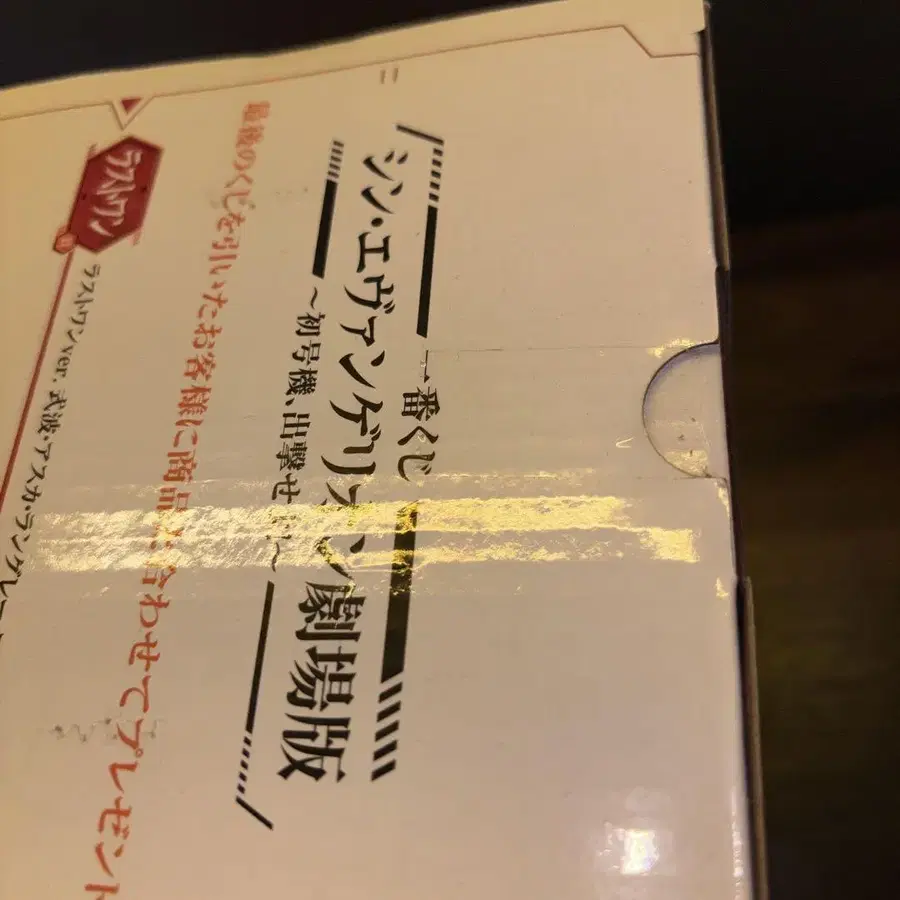 一番くじ
シン・エヴァンゲリオン劇場版
～初号機、出撃せ
最後のくじを引いたお客様に商品 合わせてプレゼント
ラストワン
賞
ラストワンver. 式波・アスカ・ラングレー